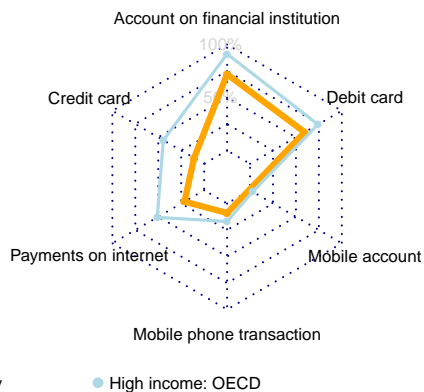 Account on financial institution
100%
Credit card
50%
Debit card
Payments on internet
Mobile account
Mobile phone transaction
High income: OECD